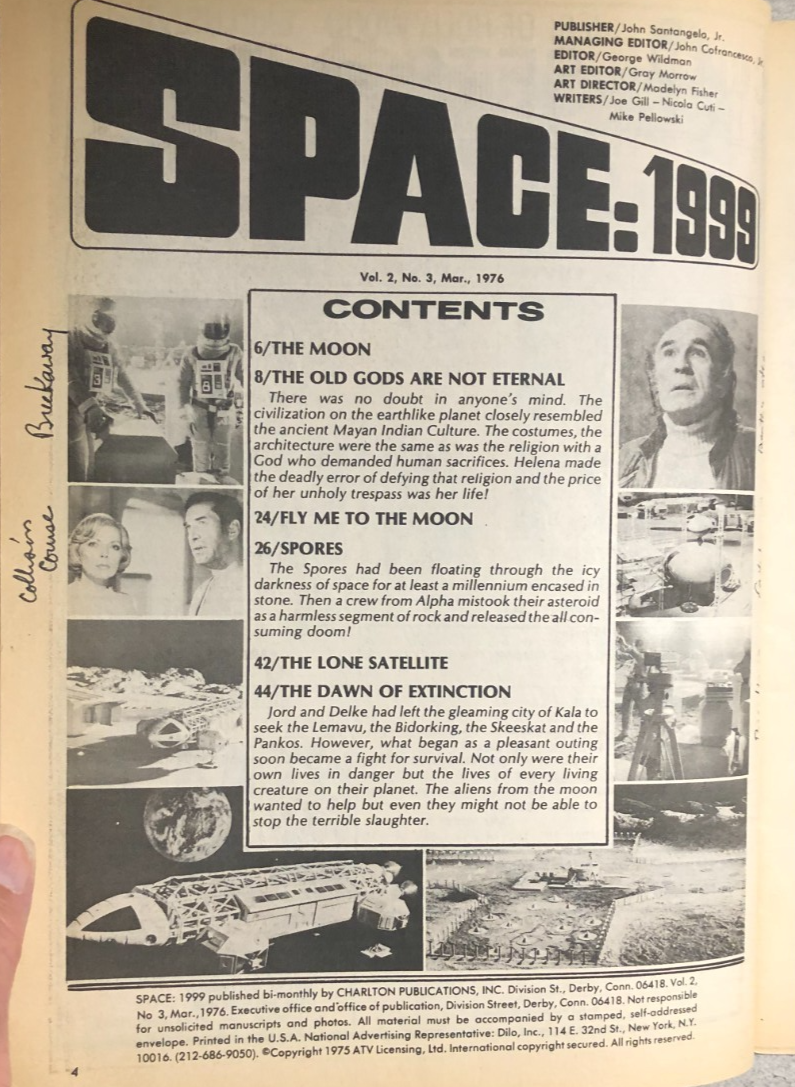 PUBLISHER/John Santangelo, Jr.
MANAGING EDITOR/John Cofrancesco, Jr.
EDITOR/George Wildman
ART EDITOR/Gray Morrow
ART DIRECTOR/Madelyn Fisher
WRITERS/Joe Gill – Nicola Cuti –
Mike Pellowski
SPACE: 1999
Vol. 2, No. 3, Mar., 1976
CONTENTS
6/THE MOON
8/THE OLD GODS ARE NOT ETERNAL
There was no doubt in anyone's mind. The
civilization on the earthlike planet closely resembled
the ancient Mayan Indian Culture. The costumes, the
architecture were the same as was the religion with a
God who demanded human sacrifices. Helena made
the deadly error of defying that religion and the price
of her unholy trespass was her life!
24/FLY ME TO THE MOON
26/SPORES
The Spores had been floating through the icy
darkness of space for at least a millennium encased in
stone. Then a crew from Alpha mistook their asteroid
as a harmless segment of rock and released the all con-
suming doom!
42/THE LONE SATELLITE
44/THE DAWN OF EXTINCTION
Jord and Delke had left the gleaming city of Kala to
seek the Lemavu, the Bidorking, the Skeeskat and the
Pankos. However, what began as a pleasant outing
soon became a fight for survival. Not only were their
own lives in danger but the lives of every living
creature on their planet. The aliens from the moon
wanted to help but even they might not be able to
stop the terrible slaughter.
Breakaway
Collision
Course
3
8
SPACE: 1999 published bi-monthly by CHARLTON PUBLICATIONS, INC. Division St., Derby, Conn. 06418. Vol. 2,
No 3, Mar., 1976. Executive office and office of publication, Division Street, Derby, Conn. 06418. Not responsible
for unsolicited manuscripts and photos. All material must be accompanied by a stamped, self-addressed
envelope. Printed in the U.S.A. National Advertising Representative: Dilo, Inc., 114 E. 32nd St., New York, N.Y.
10016. (212-686-9050). ©Copyright 1975 ATV Licensing, Ltd. International copyright secured. All rights reserved.
4